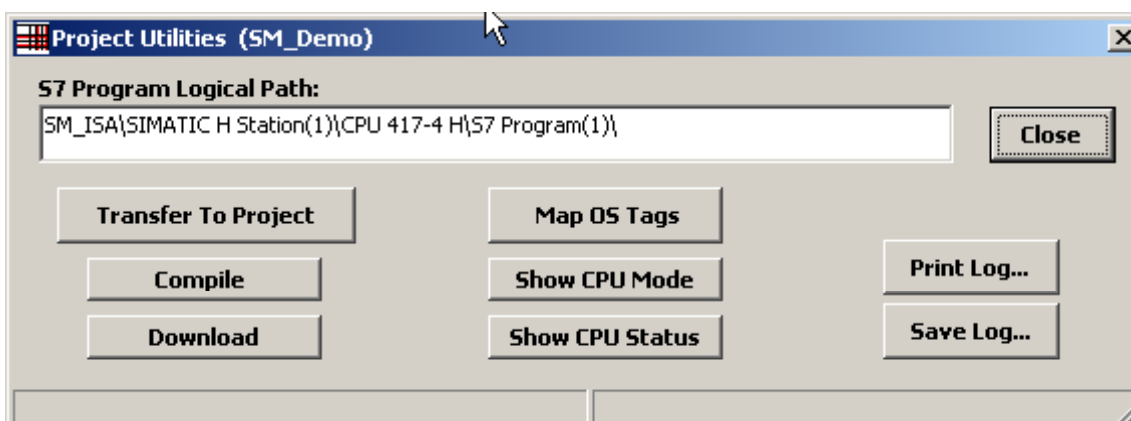 Project Utilities (SM_Demo)
S7 Program Logical Path:
SM_ISA\SIMATIC H Station(1)\CPU 417-4 H\S7 Program(1)\
Close
Transfer To Project
Map OS Tags
Compile
Show CPU Mode
Print Log...
Download
Show CPU Status
Save Log...